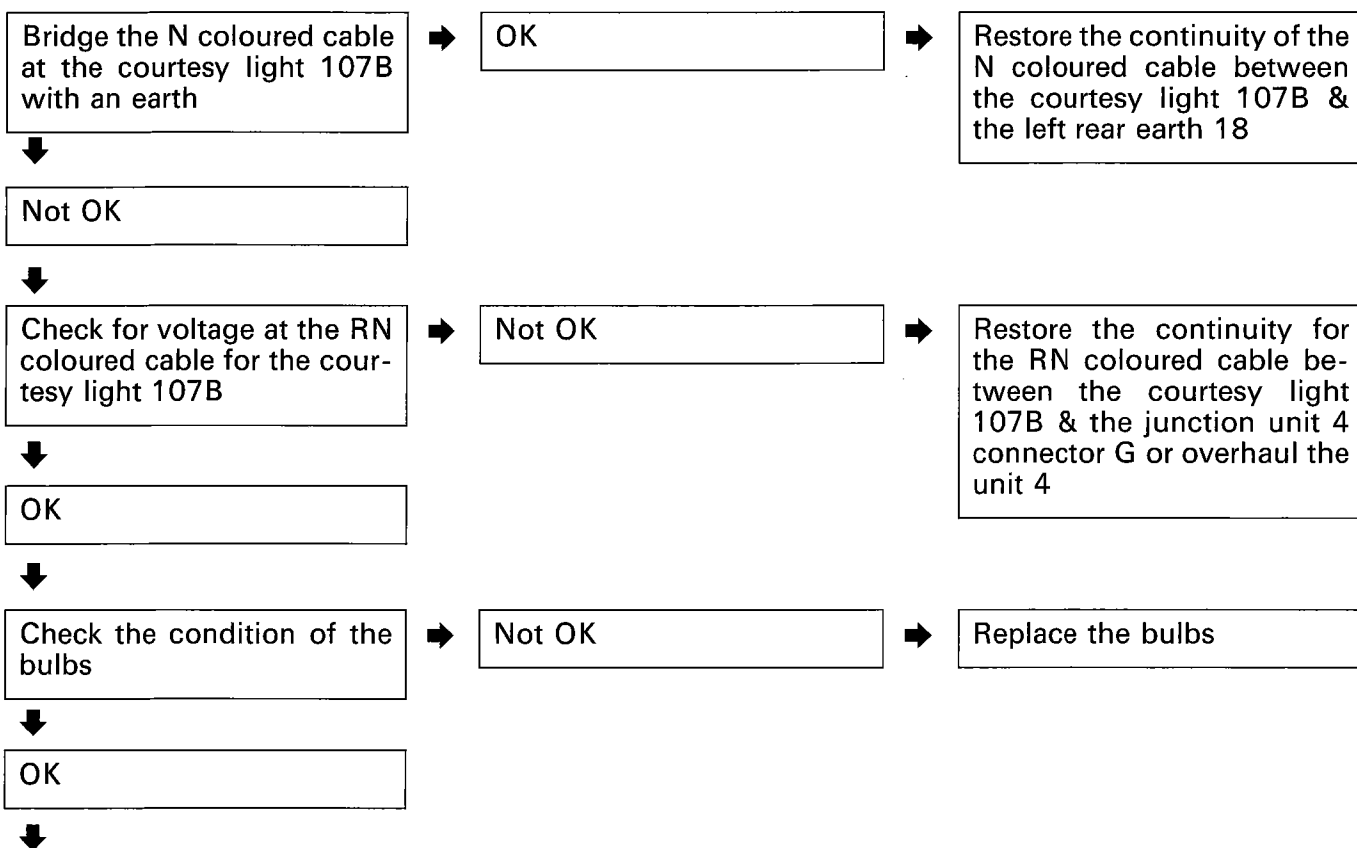 Bridge the N coloured cable
at the courtesy light 107B
with an earth
OK
Restore the continuity of the
N coloured cable between
the courtesy light 107B &
the left rear earth 18
Not OK
Check for voltage at the RN
coloured cable for the cour-
tesy light 107B
Not OK
Restore the continuity for
the RN coloured cable be-
tween the courtesy light
107B & the junction unit 4
connector G or overhaul the
unit 4
OK
Check the condition of the
bulbs
Not OK
Replace the bulbs
OK